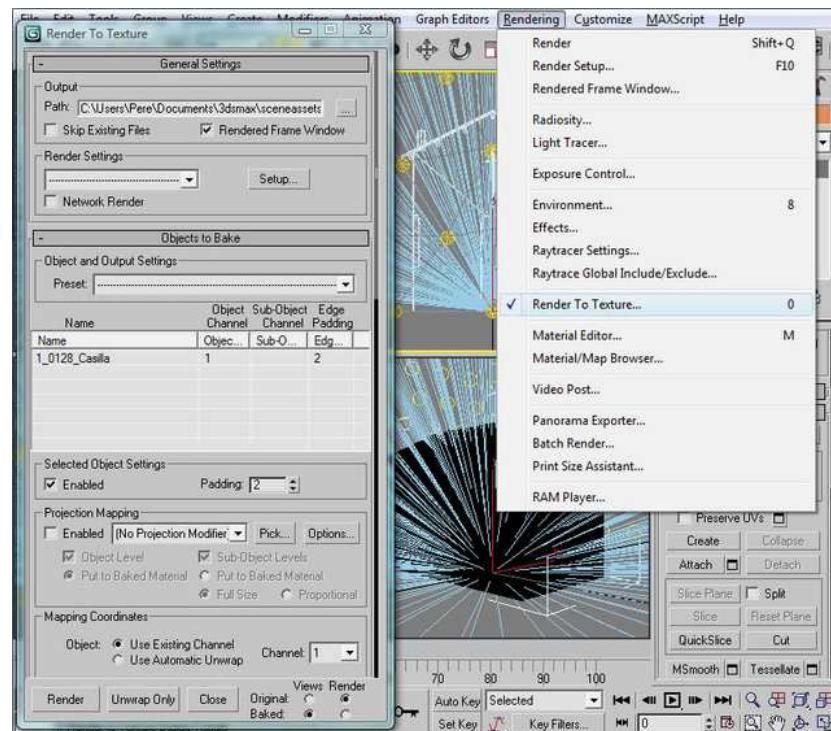 File Edit Tools Group Views Create Modifiers Animation Graph Editors Rendering Customize MAXScript Help
Render To Texture
- General Settings
Output
Path: C:\Users\Pere\Documents\3dsmax\sceneassets ...
Skip Existing Files Rendered Frame Window
Render Settings
Setup...
Network Render
- Objects to Bake
Object and Output Settings
Preset:
Name Object Channel Sub-Object Channel Edge Padding
Name Objec... Sub-O... Edg...
1_0128_Casilla 1 2
Selected Object Settings
Enabled Padding: 2
Projection Mapping
Enabled (No Projection Modifier) Pick... Options...
Object Level Sub-Object Levels
Put to Baked Material Put to Baked Material
Full Size Proportional
Mapping Coordinates
Object: Use Existing Channel
Use Automatic Unwrap
Channel: 1
Render Unwrap Only Close
Views Render
Original:
Baked:
Render Shift+Q
Render Setup... F10
Rendered Frame Window...
Radiosity...
Light Tracer...
Exposure Control...
Environment... 8
Effects...
Raytracer Settings...
Raytrace Global Include/Exclude...
Render To Texture... 0
Material Editor... M
Material/Map Browser...
Video Post...
Panorama Exporter...
Batch Render...
Print Size Assistant...
RAM Player...
Preserve UVs
Create Collapse
Attach Detach
Slice Plane Split
Slice Reset Plane
QuickSlice Cut
MSmooth Tessellate
70 80 90 100
Auto Key Selected
Set Key Key Filters... 0